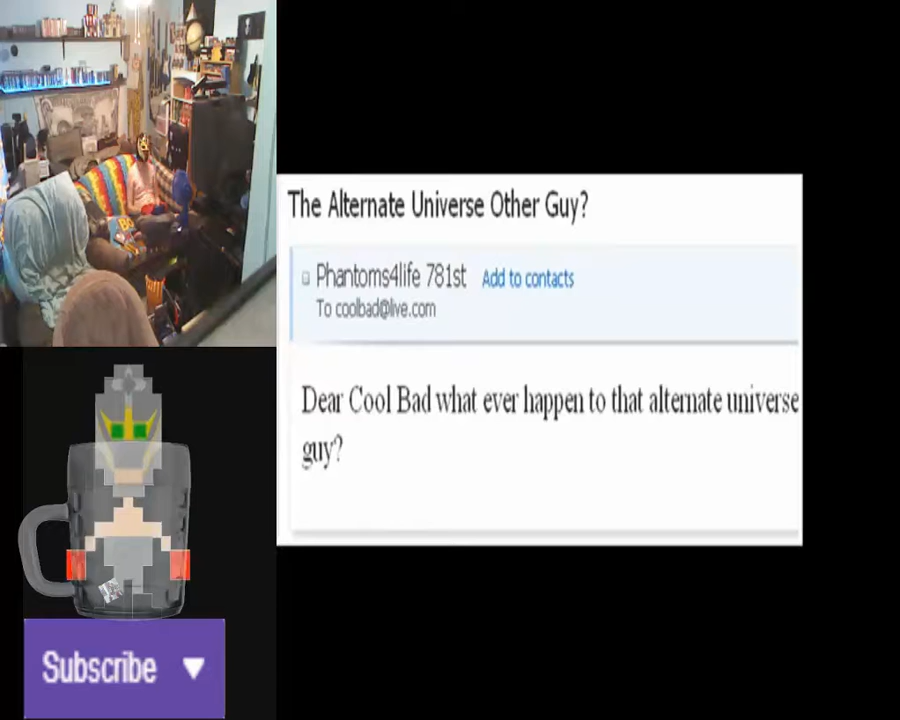 The Alternate Universe Other Guy?
Phantoms4life 781st Add to contacts
To coolbad@live.com
Dear Cool Bad what ever happen to that alternate universe
guy?
Subscribe